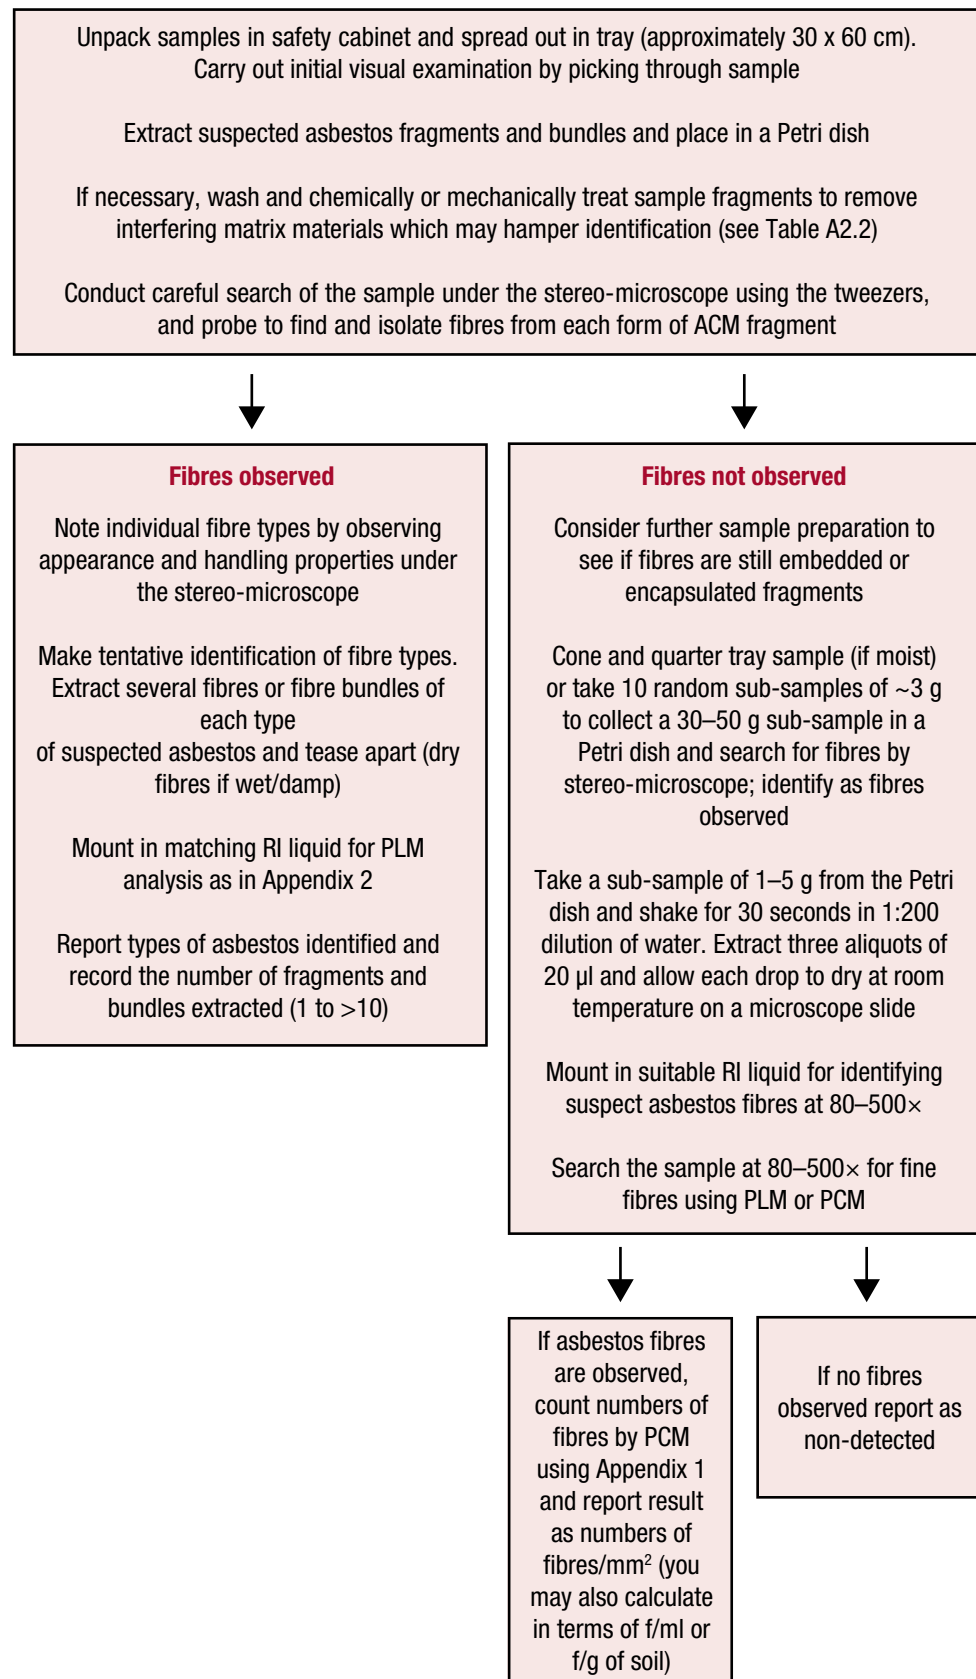 Unpack samples in safety cabinet and spread out in tray (approximately 30 x 60 cm).
Carry out initial visual examination by picking through sample
Extract suspected asbestos fragments and bundles and place in a Petri dish
If necessary, wash and chemically or mechanically treat sample fragments to remove
interfering matrix materials which may hamper identification (see Table A2.2)
Conduct careful search of the sample under the stereo-microscope using the tweezers,
and probe to find and isolate fibres from each form of ACM fragment
Fibres observed
Note individual fibre types by observing
appearance and handling properties under
the stereo-microscope
Make tentative identification of fibre types.
Extract several fibres or fibre bundles of
each type
of suspected asbestos and tease apart (dry
fibres if wet/damp)
Mount in matching RI liquid for PLM
analysis as in Appendix 2
Report types of asbestos identified and
record the number of fragments and
bundles extracted (1 to >10)
Fibres not observed
Consider further sample preparation to
see if fibres are still embedded or
encapsulated fragments
Cone and quarter tray sample (if moist)
or take 10 random sub-samples of ~3 g
to collect a 30–50 g sub-sample in a
Petri dish and search for fibres by
stereo-microscope; identify as fibres
observed
Take a sub-sample of 1–5 g from the Petri
dish and shake for 30 seconds in 1:200
dilution of water. Extract three aliquots of
20 µl and allow each drop to dry at room
temperature on a microscope slide
Mount in suitable RI liquid for identifying
suspect asbestos fibres at 80–500×
Search the sample at 80–500× for fine
fibres using PLM or PCM
If asbestos fibres
are observed,
count numbers of
fibres by PCM
using Appendix 1
and report result
as numbers of
fibres/mm² (you
may also calculate
in terms of f/ml or
f/g of soil)
If no fibres
observed report as
non-detected